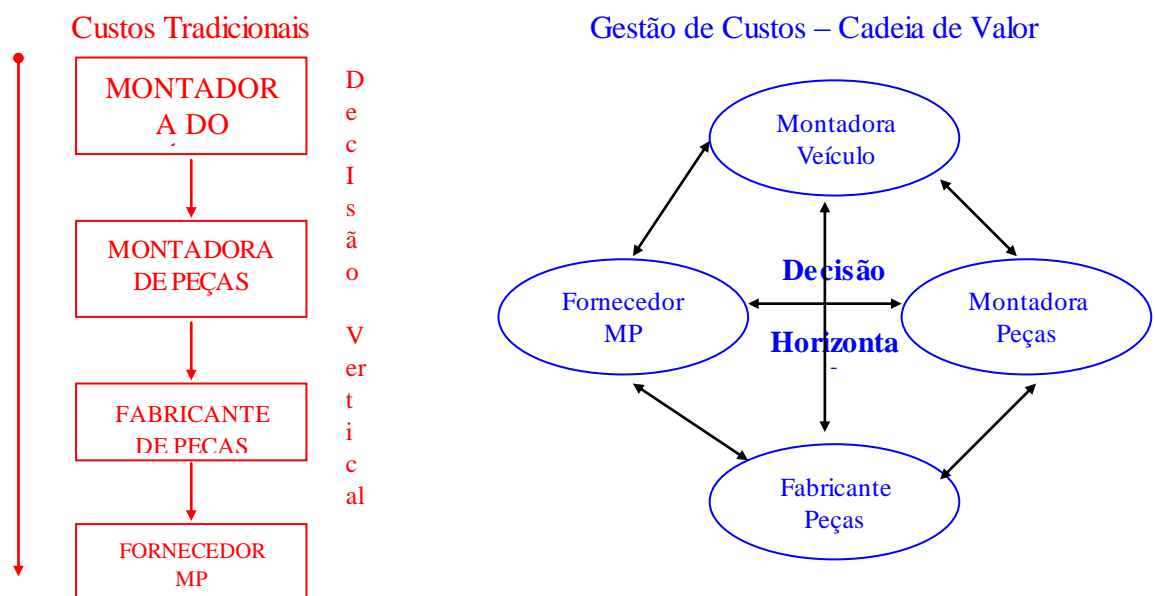 Custos Tradicionais
MONTADOR
A DO
MONTADORA
DE PEÇAS
FABRICANTE
DE PEÇAS
FORNECEDOR
MP
D
e
c
I
s
ã
o
V
er
t
i
c
al
Gestão de Custos – Cadeia de Valor
Montadora
Veículo
Decisão
Fornecedor
MP
Montadora
Peças
Horizonta
Fabricante
Peças